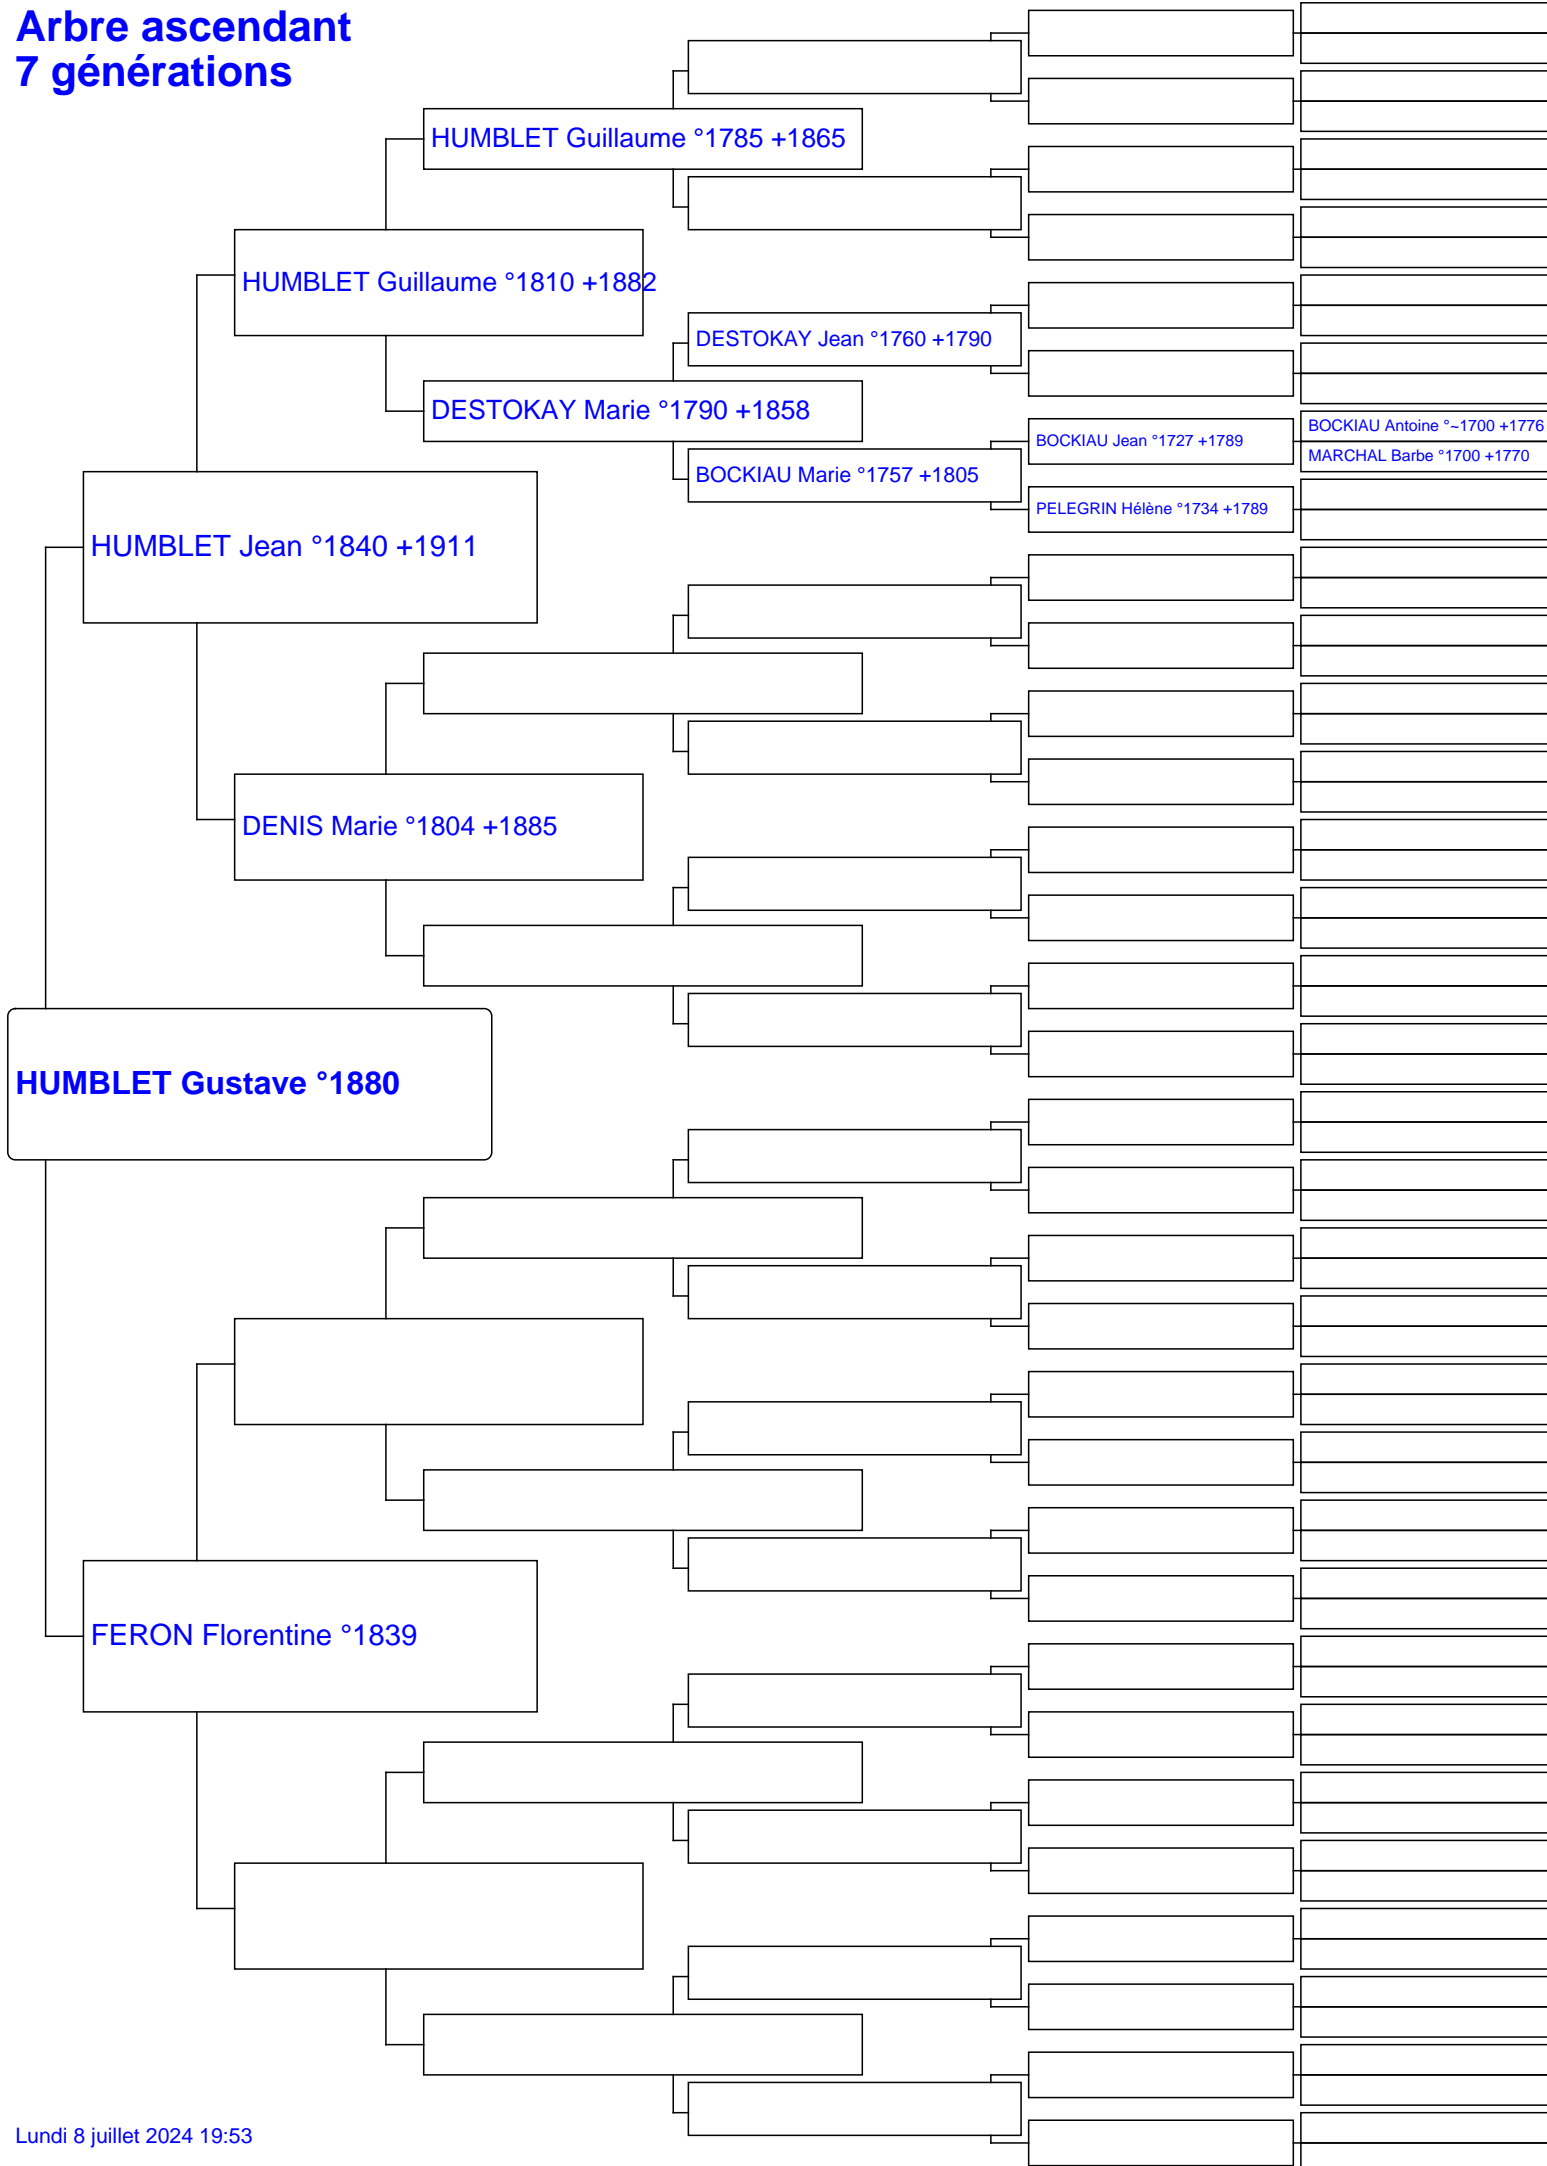 Arbre ascendant
7 générations
HUMBLET Guillaume °1785 +1865
HUMBLET Guillaume °1810 +1882
DESTOKAY Jean °1760 +1790
DESTOKAY Marie °1790 +1858
BOCKIAU Antoine °~1700 +1776
BOCKIAU Jean °1727 +1789
MARCHAL Barbe °1700 +1770
BOCKIAU Marie °1757 +1805
PELEGRIN Hélène °1734 +1789
HUMBLET Jean °1840 +1911
DENIS Marie °1804 +1885
HUMBLET Gustave °1880
FERON Florentine °1839
Lundi 8 juillet 2024 19:53